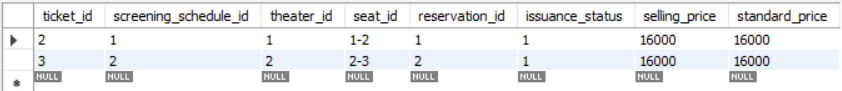 ticket_id screening_schedule_id theater_id seat_id reservation_id issuance_status selling_price standard_price
2 1 1 1-2 1 1 16000 16000
3 2 2 2-3 2 1 16000 16000
NULL NULL NULL NULL NULL NULL NULL NULL